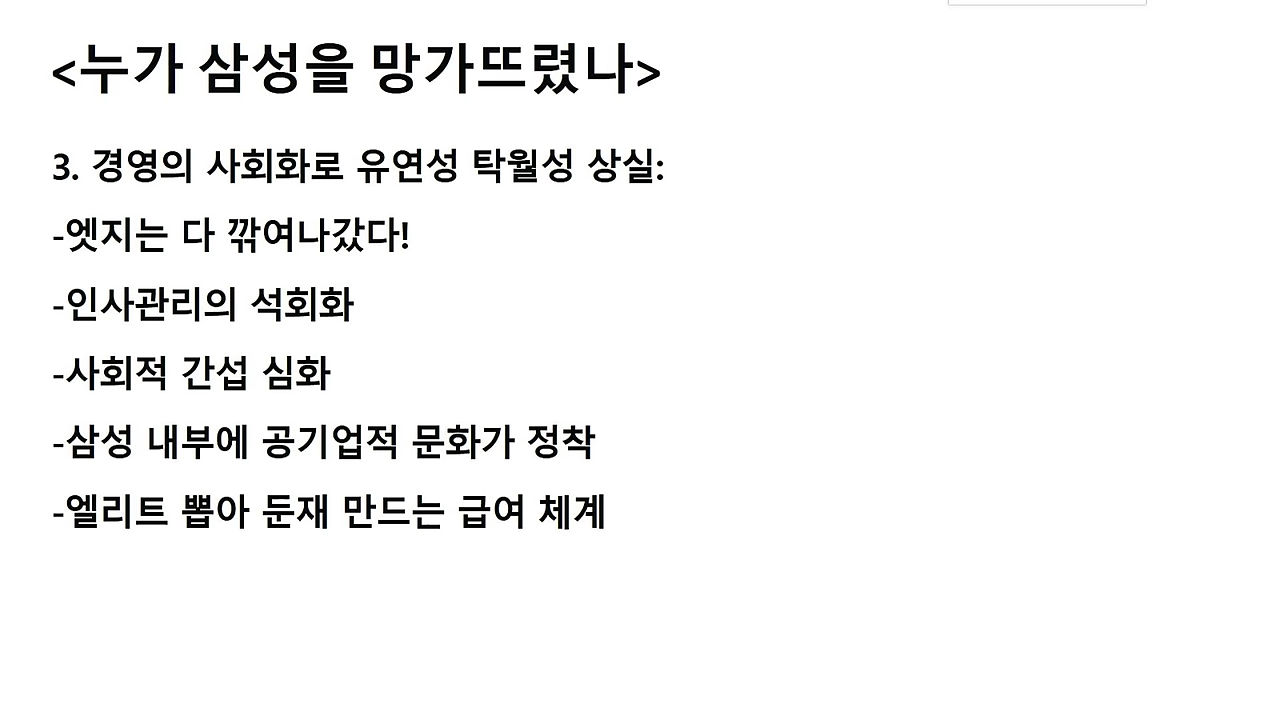 <누가 삼성을 망가뜨렸나>
3. 경영의 사회화로 유연성 탁월성 상실:
-엣지는 다 깎여나갔다!
-인사관리의 석회화
-사회적 간섭 심화
-삼성 내부에 공기업적 문화가 정착
-엘리트 뽑아 둔재 만드는 급여 체계